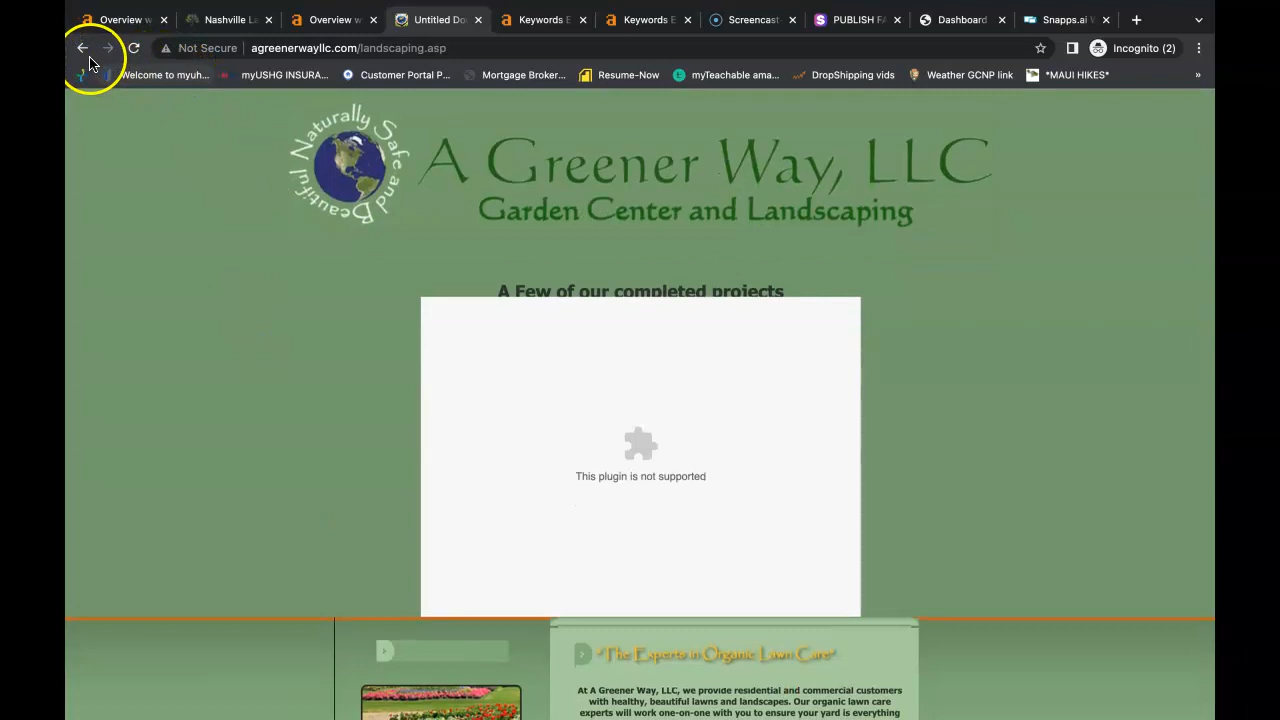 Overview w
Nashville La
Overview w
Untitled Do
Keywords E
Keywords E
Screencast-
PUBLISH FA
Dashboard
Snapps.ai W
Not Secure
agreenerwayllc.com/landscaping.asp
Incognito (2)
Welcome to myuh...
myUSHG INSURA...
Customer Portal P...
Mortgage Broker...
Resume-Now
myTeachable ama...
DropShipping vids
Weather GCNP link
*MAUI HIKES*
»
Naturally Safe and Beautiful
A Greener Way, LLC
Garden Center and Landscaping
A Few of our completed projects
This plugin is not supported
"The Experts in Organic Lawn Care"
At A Greener Way, LLC, we provide residential and commercial customers
with healthy, beautiful lawns and landscapes. Our organic lawn care
experts will work one-on-one with you to ensure your yard is everything